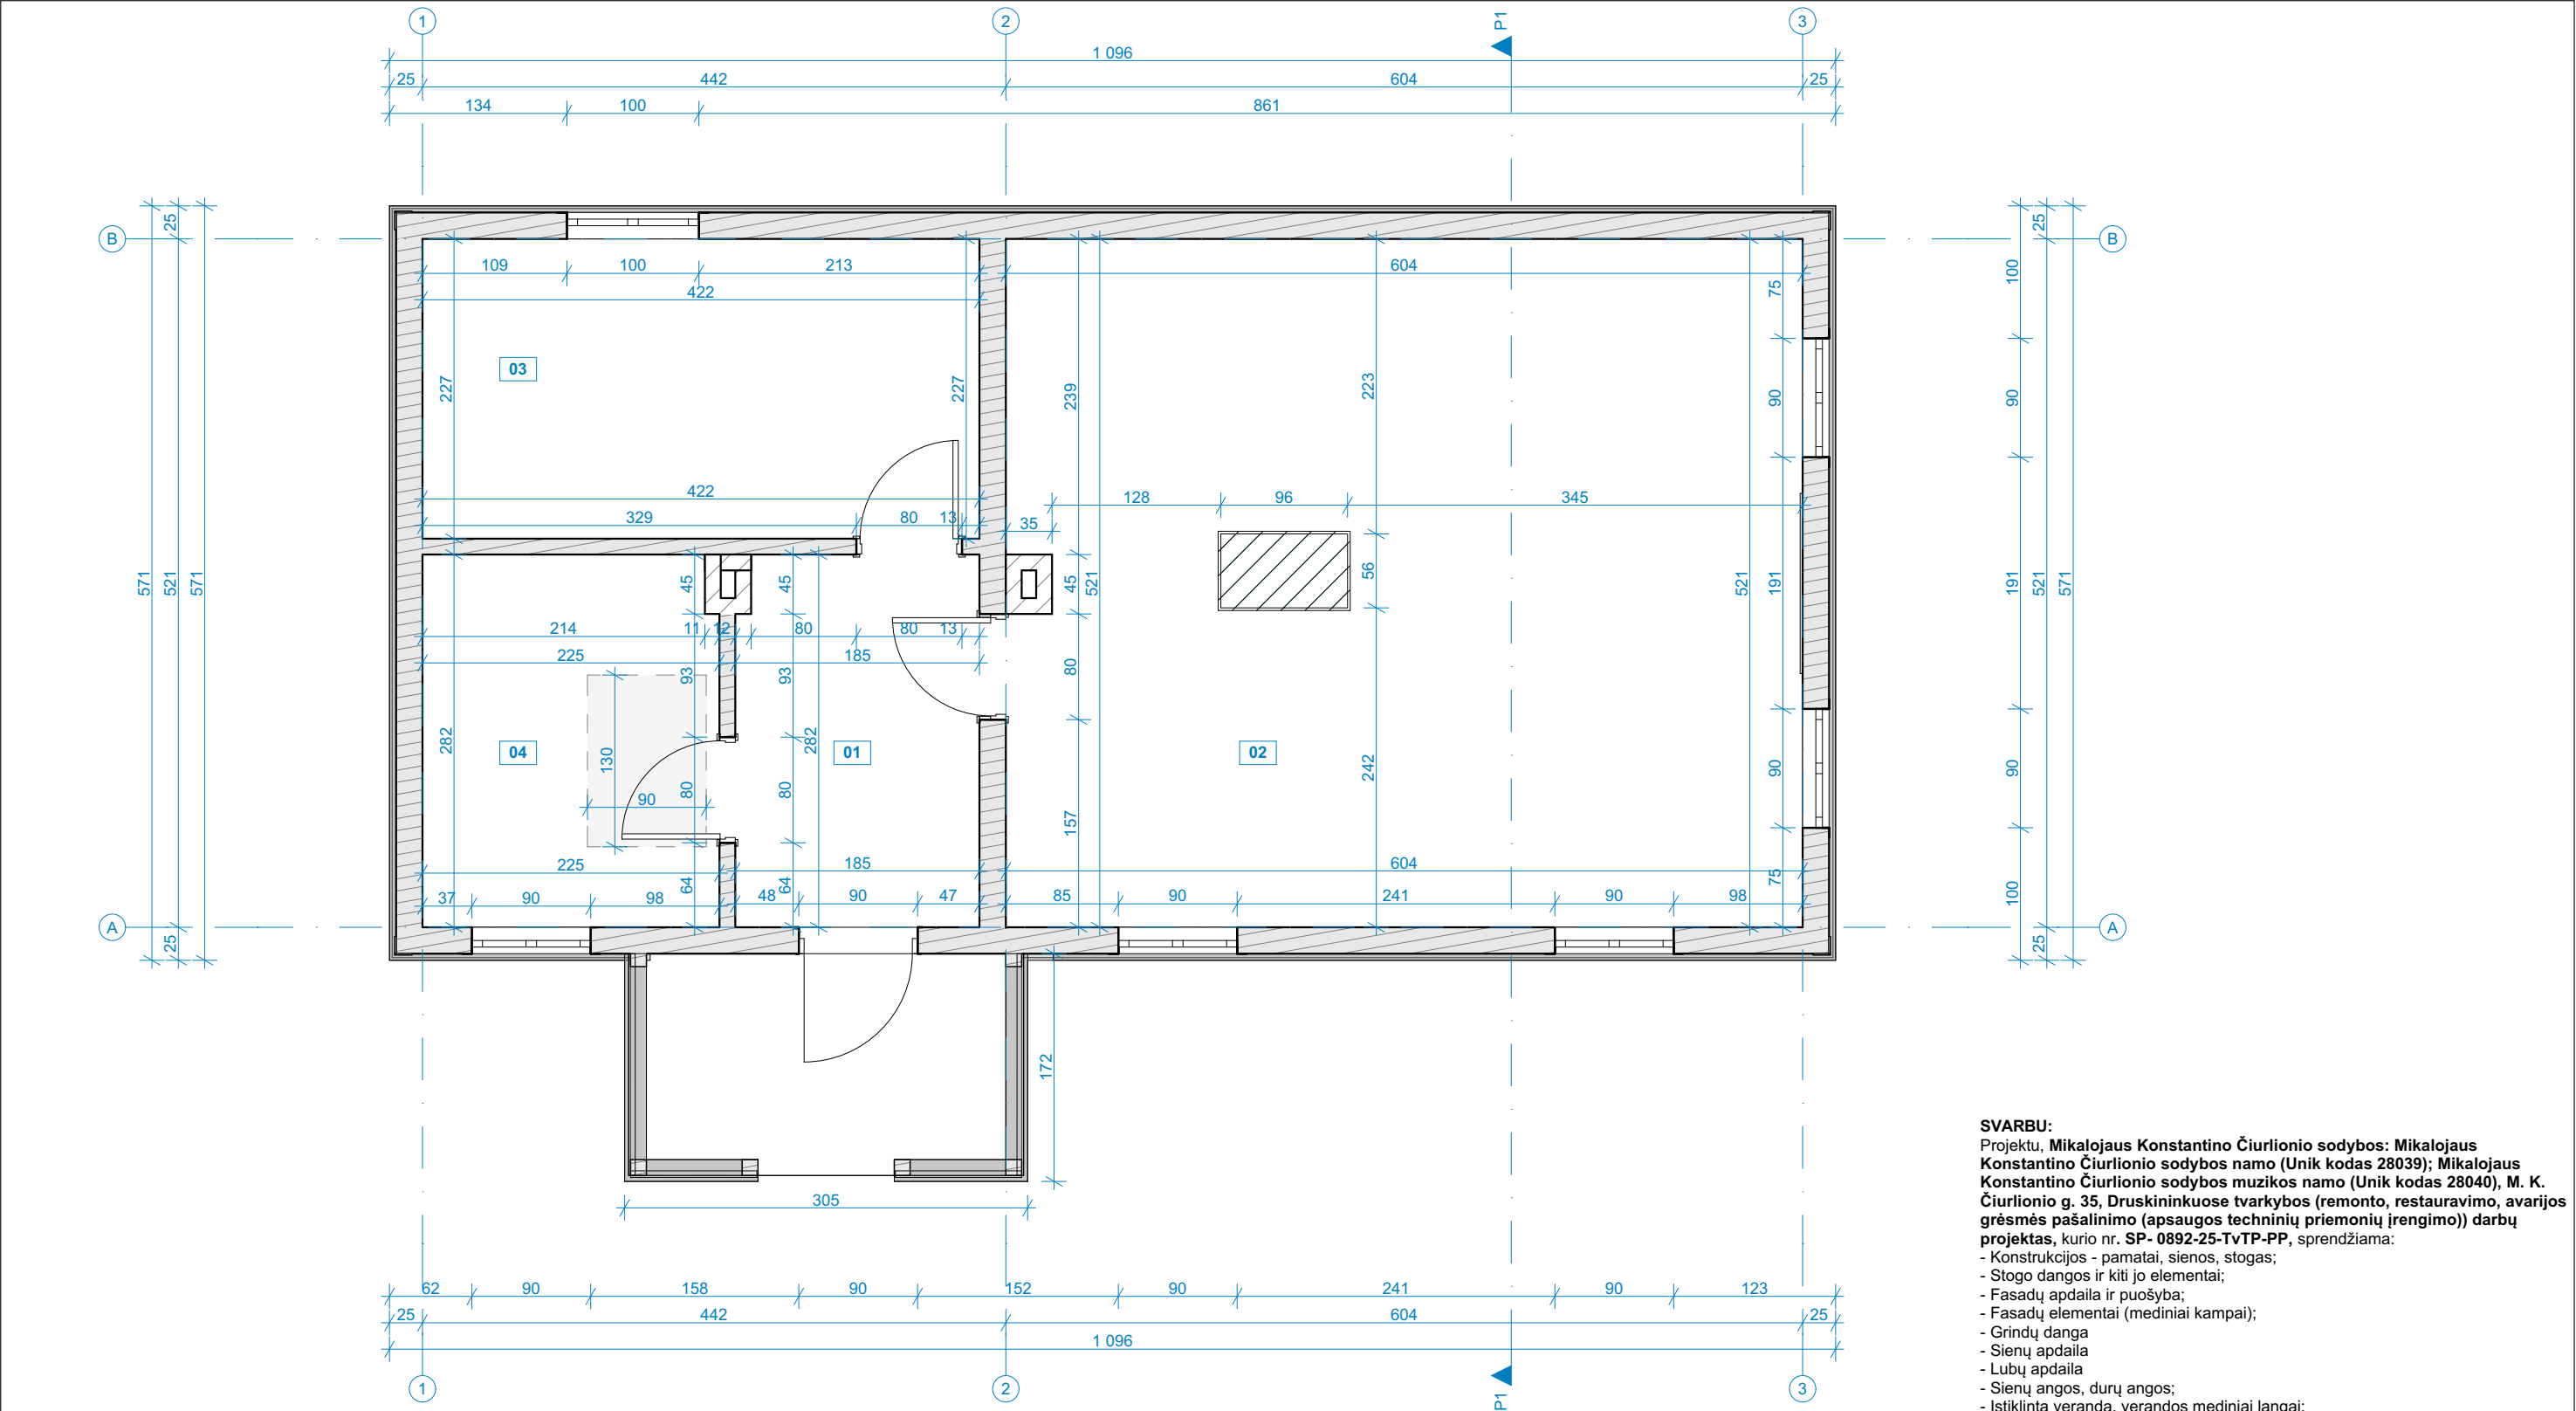 1 2 P1 3
1 096
25 442 604 25
134 100 861
B 25 25 B
109 100 213 604
422
100 75
03
227 227 239 223 90 90
422
329 80 13 35 128 96 345
571 521 571 45 45 45 521 56 521 191 191 521 571
214 11 12 80 80 13
225 185
93 93 80
282 130 282 242 90 90
04 01 02
90 80 80
157
225 185 604
64 64 75 100
37 90 98 48 90 47 85 90 241 90 98
A 25 25 A
172
305
62 90 158 90 152 90 241 90 123
25 442 604 25
1 096
1 2 P1 3
SVARBU:
Projektu, Mikalojaus Konstantino Čiurlionio sodybos: Mikalojaus
Konstantino Čiurlionio sodybos namo (Unik kodas 28039); Mikalojaus
Konstantino Čiurlionio sodybos muzikos namo (Unik kodas 28040), M. K.
Čiurlionio g. 35, Druskininkuose tvarkybos (remonto, restauravimo, avarijos
grėsmės pašalinimo (apsaugos techninių priemonių įrengimo)) darbų
projektas, kurio nr. SP- 0892-25-TvTP-PP, sprendžiama:
- Konstrukcijos - pamatai, sienos, stogas;
- Stogo dangos ir kiti jo elementai;
- Fasadų apdaila ir puošyba;
- Fasadų elementai (mediniai kampai);
- Grindų danga
- Sienų apdaila
- Lubų apdaila
- Sienų angos, durų angos;
- Įstiklinta veranda, verandos mediniai langai;